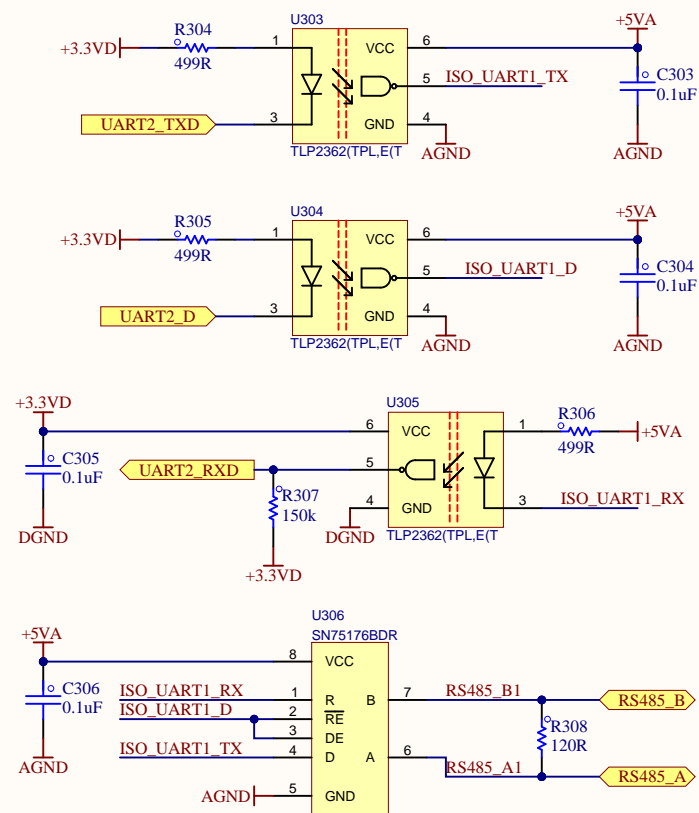 U303
+5VA
R304
+3.3VD
499R
1
VCC
6
5
ISO_UART1_TX
C303
0.1uF
UART2_TXD
3
GND
4
TLP2362(TPL,E(T
AGND
AGND
U304
+5VA
R305
+3.3VD
499R
1
VCC
6
5
ISO_UART1_D
C304
0.1uF
UART2_D
3
GND
4
TLP2362(TPL,E(T
AGND
AGND
+3.3VD
U305
R306
6
VCC
1
+5VA
499R
C305
0.1uF
UART2_RXD
5
R307
150k
4
GND
3
ISO_UART1_RX
DGND
DGND
TLP2362(TPL,E(T
+3.3VD
U306
SN75176BDR
+5VA
8
VCC
C306
0.1uF
ISO_UART1_RX
1
R
B
7
RS485_B1
RS485_B
ISO_UART1_D
2
RE
3
DE
R308
120R
ISO_UART1_TX
4
D
A
6
RS485_A1
RS485_A
AGND
AGND
5
GND